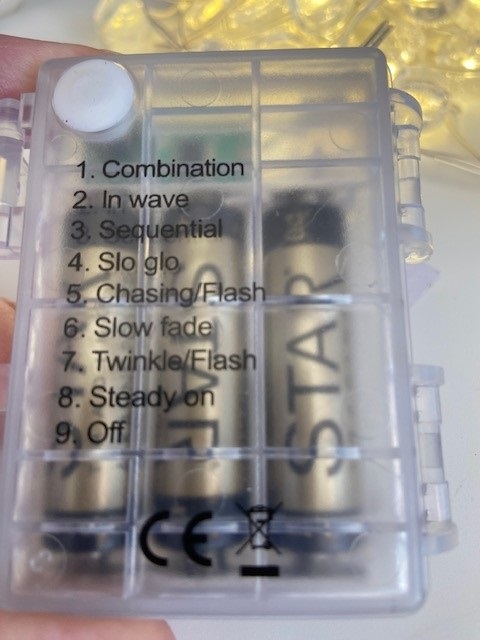 1. Combination
2. In wave
3. Sequential
4. Slo glo
5. Chasing/Flash
6. Slow fade
7. Twinkle/Flash
8. Steady on
9. Off
STAR
STAR
CE